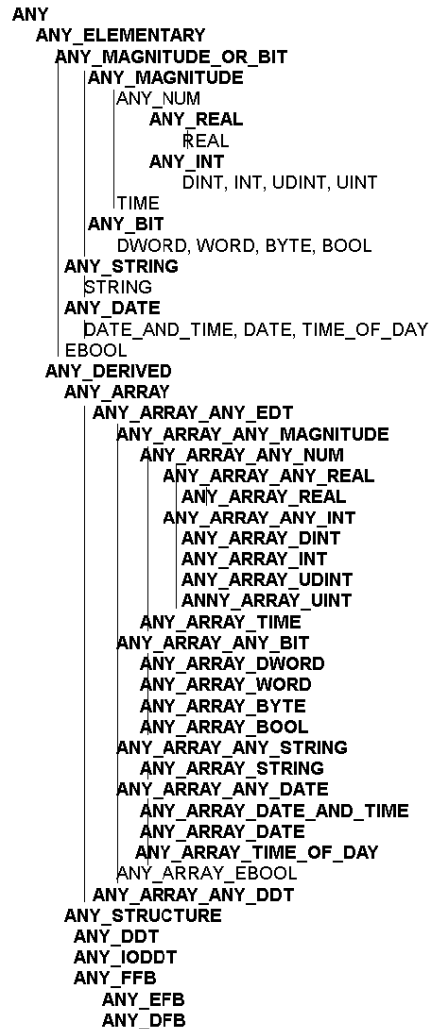 ANY
ANY_ELEMENTARY
ANY_MAGNITUDE_OR_BIT
ANY_MAGNITUDE
ANY_NUM
ANY_REAL
REAL
ANY_INT
DINT, INT, UDINT, UINT
TIME
ANY_BIT
DWORD, WORD, BYTE, BOOL
ANY_STRING
STRING
ANY_DATE
DATE_AND_TIME, DATE, TIME_OF_DAY
EBOOL
ANY_DERIVED
ANY_ARRAY
ANY_ARRAY_ANY_EDT
ANY_ARRAY_ANY_MAGNITUDE
ANY_ARRAY_ANY_NUM
ANY_ARRAY_ANY_REAL
ANY_ARRAY_REAL
ANY_ARRAY_ANY_INT
ANY_ARRAY_DINT
ANY_ARRAY_INT
ANY_ARRAY_UDINT
ANNY_ARRAY_UINT
ANY_ARRAY_TIME
ANY_ARRAY_ANY_BIT
ANY_ARRAY_DWORD
ANY_ARRAY_WORD
ANY_ARRAY_BYTE
ANY_ARRAY_BOOL
ANY_ARRAY_ANY_STRING
ANY_ARRAY_STRING
ANY_ARRAY_ANY_DATE
ANY_ARRAY_DATE_AND_TIME
ANY_ARRAY_DATE
ANY_ARRAY_TIME_OF_DAY
ANY_ARRAY_EBOOL
ANY_ARRAY_ANY_DDT
ANY_STRUCTURE
ANY_DDT
ANY_IODDT
ANY_FFB
ANY_EFB
ANY_DFB